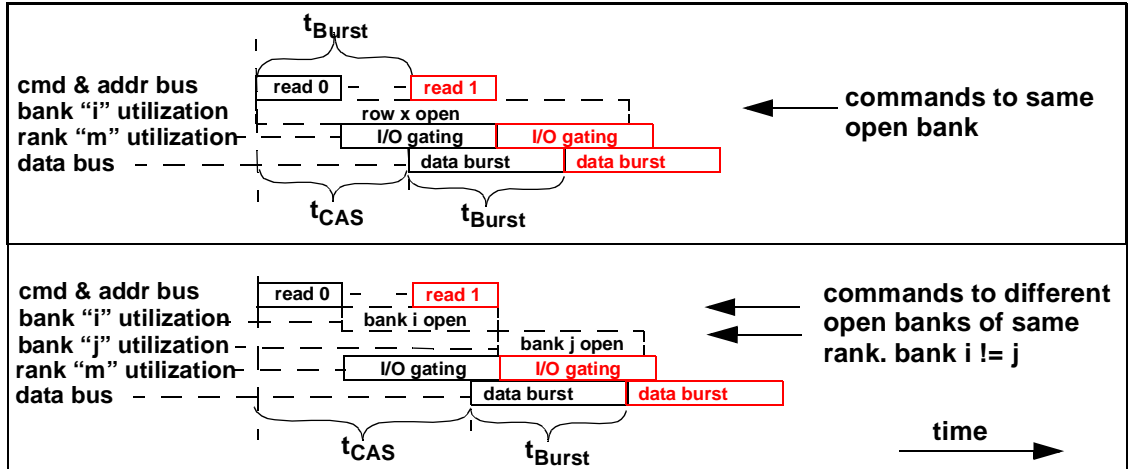 tBurst
cmd & addr bus
read 0
read 1
bank “i” utilization
row x open
rank “m” utilization
I/O gating
I/O gating
data bus
data burst
data burst
tCAS
tBurst
commands to same
open bank
cmd & addr bus
read 0
read 1
bank “i” utilization
bank i open
bank “j” utilization
bank j open
rank “m” utilization
I/O gating
I/O gating
data bus
data burst
data burst
tCAS
tBurst
commands to different
open banks of same
rank. bank i != j
time